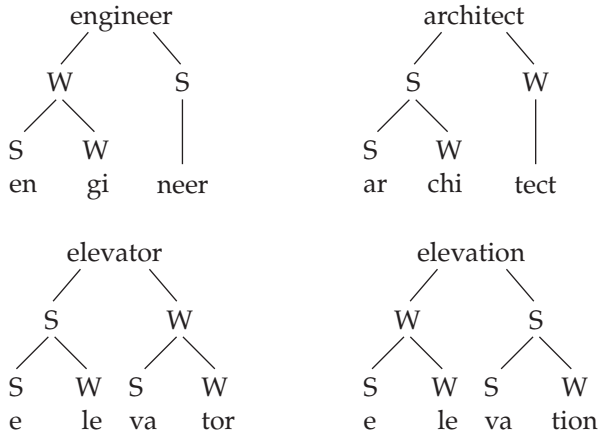 engineer architect
W S S W
S W S W
en gi neer ar chi tect
elevator elevation
S W W S
S W S W S W S W
e le va tor e le va tion